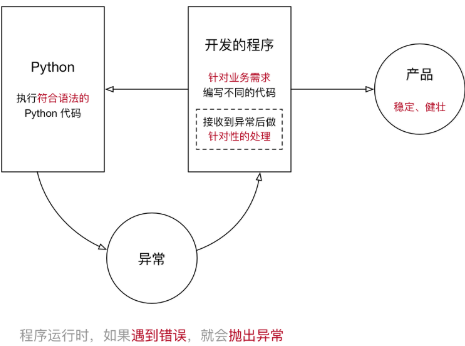 Python
执行符合语法的
Python 代码
开发的程序
针对业务需求
编写不同的代码
接收到异常后做
针对性的处理
产品
稳定、健壮
异常
程序运行时，如果遇到错误，就会抛出异常